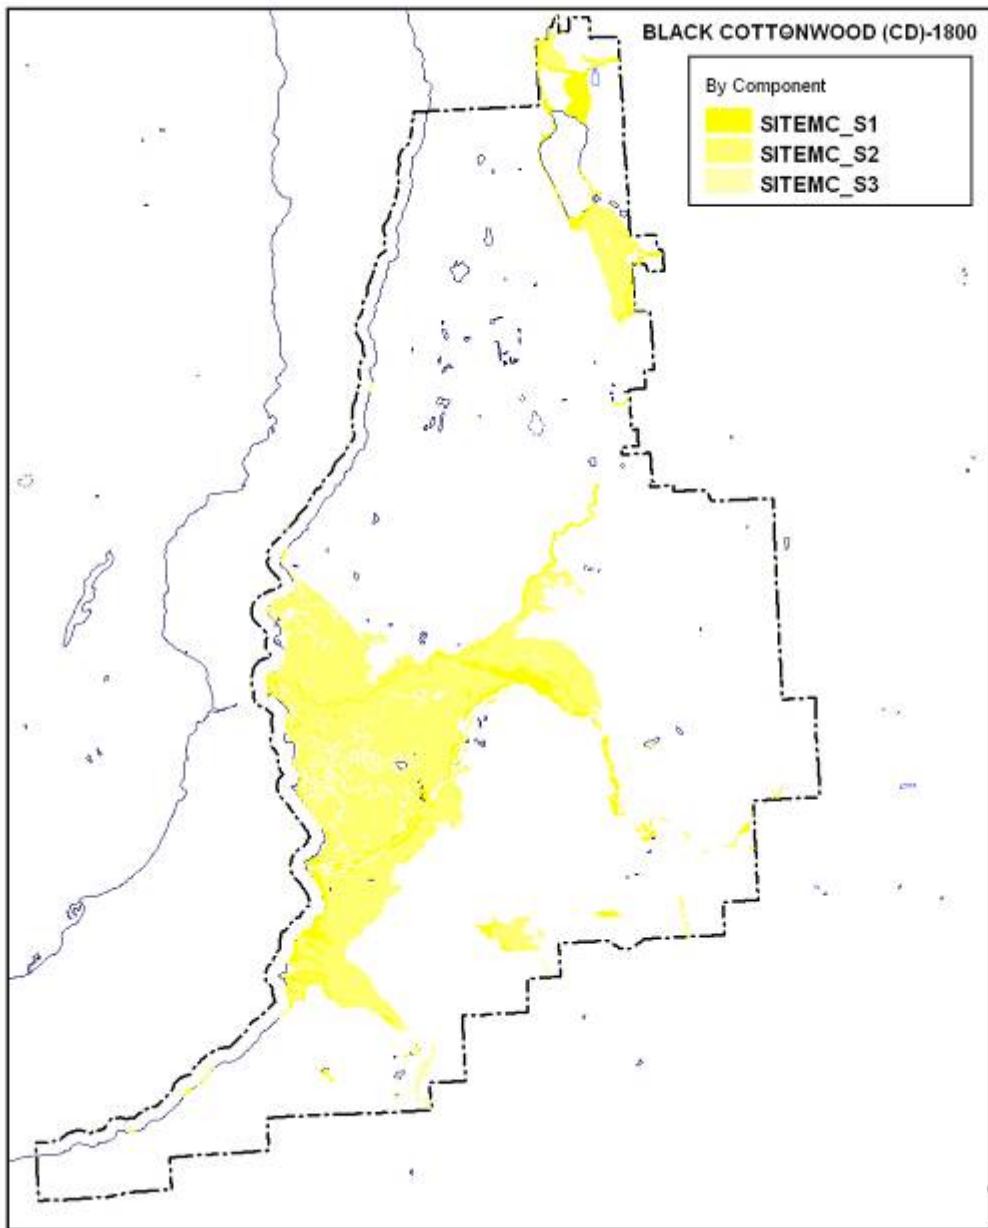 BLACK COTTONWOOD (CD)-1800
By Component
SITEMC_S1
SITEMC_S2
SITEMC_S3